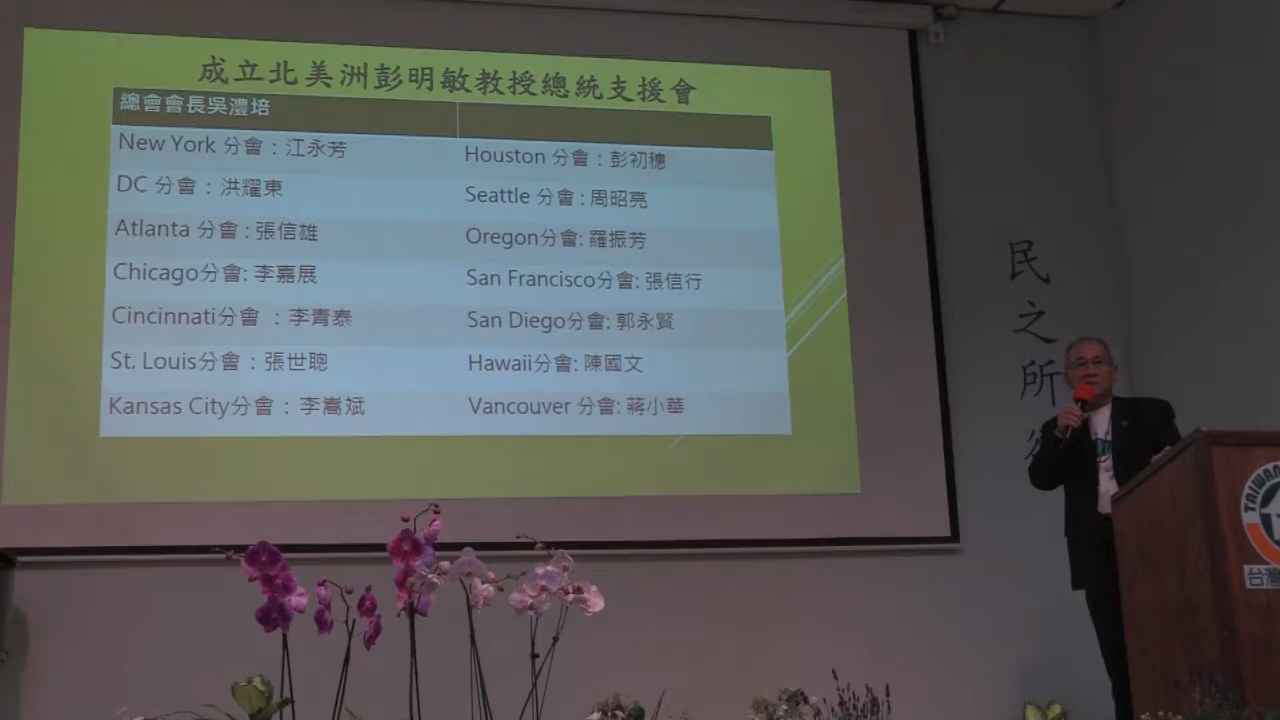 成立北美洲彭明敏教授總統支援會
總會會長吳澧培
New York 分會：江永芳
Houston 分會：彭初穗
DC 分會：洪耀東
Seattle 分會 : 周昭亮
Atlanta 分會 : 張信雄
Oregon分會: 羅振芳
Chicago分會: 李嘉展
San Francisco分會: 張信行
Cincinnati分會 ：李青泰
San Diego分會: 郭永賢
St. Louis分會：張世聰
Hawaii分會: 陳國文
Kansas City分會：李嵩斌
Vancouver 分會: 蔣小華
民之所
TAIWAN
台灣